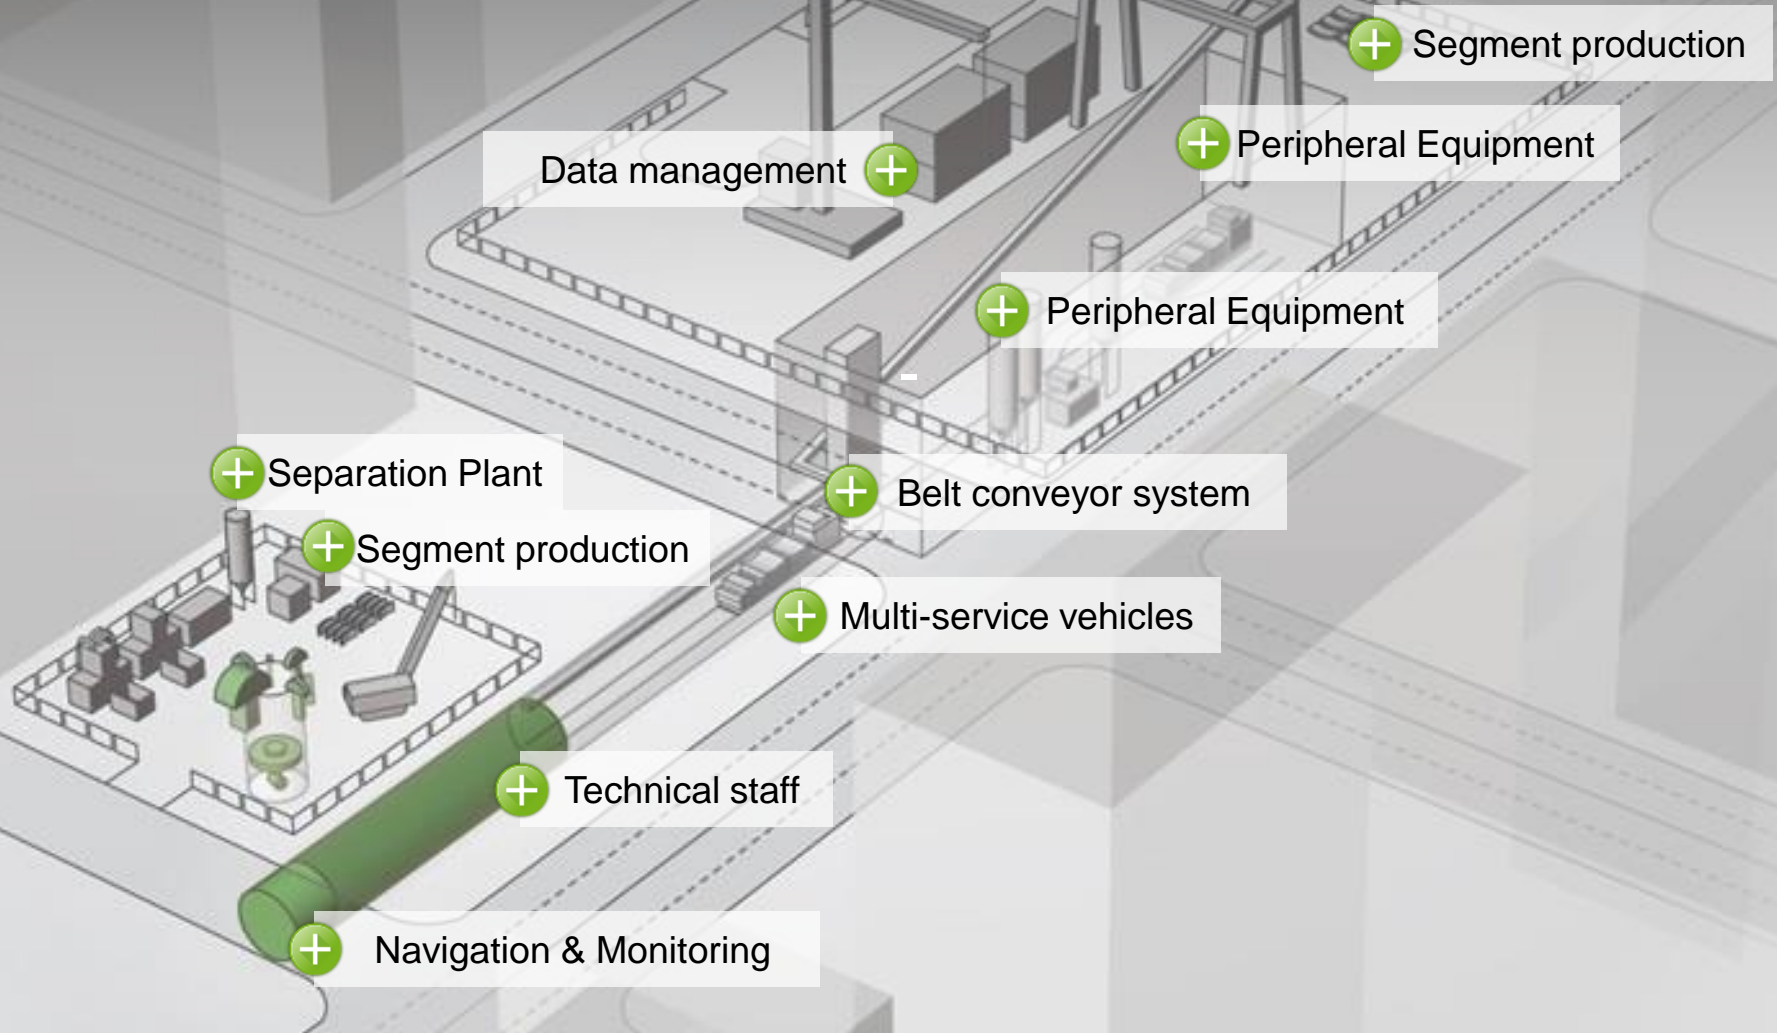 Segment production
Peripheral Equipment
Data management
Peripheral Equipment
-
Separation Plant
Belt conveyor system
Segment production
Multi-service vehicles
Technical staff
Navigation & Monitoring